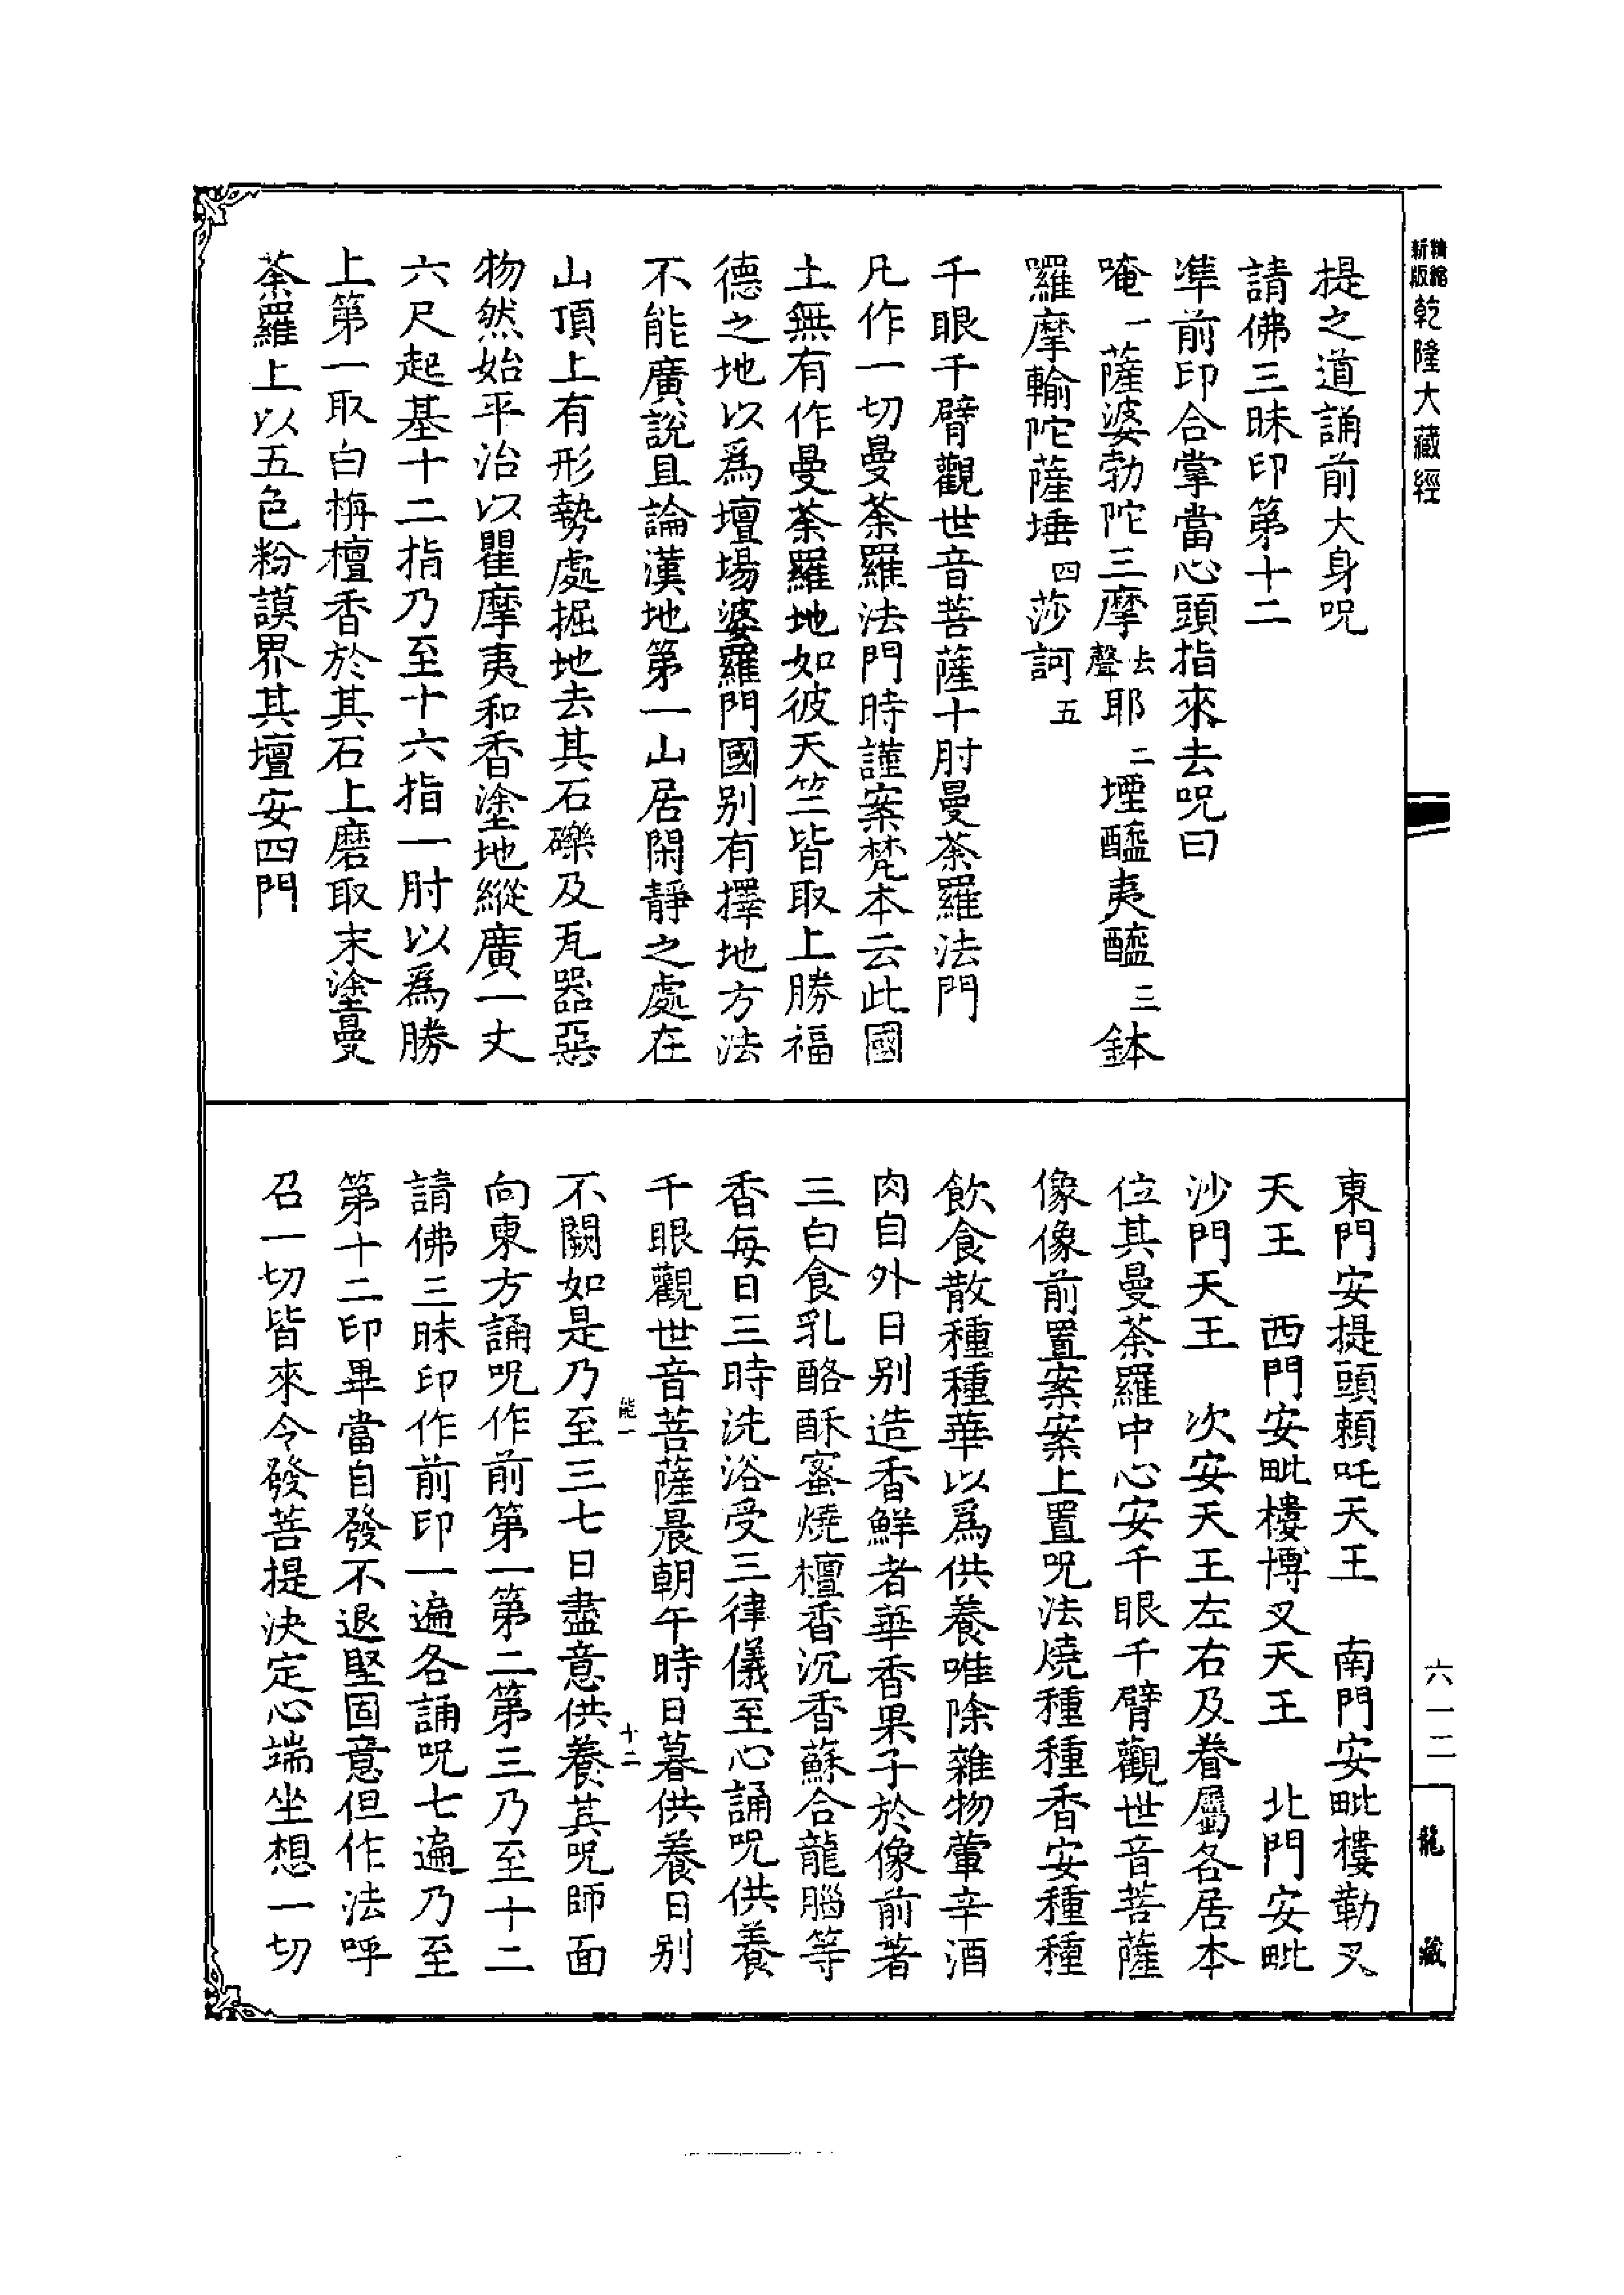 精縮新版乾隆大藏經
提之道誦前大身呪
請佛三昧印第十二
準前印合掌當心頭指來去呪曰
唵一薩婆勃陀三摩去聲耶二堙醯夷醯三鉢
羅摩輸陀薩埵四莎訶五
千眼千臂觀世音菩薩十肘曼荼羅法門
凡作一切曼荼羅法門時謹案梵本云此國
土無有作曼荼羅地如彼天竺皆取上勝福
德之地以爲壇場婆羅門國別有擇地方法
不能廣說且論漢地第一山居閑靜之處在
山頂上有形勢處掘地去其石礫及瓦器惡
物然始平治以瞿摩夷和香塗地縱廣一丈
六尺起基十二指乃至十六指一肘以爲勝
上第一取白栴檀香於其石上磨取末塗曼
荼羅上以五色粉謨界其壇安四門
東門安提頭賴吒天王　南門安毗樓勒叉
天王　西門安毗樓博叉天王　北門安毗
沙門天王　次安天王左右及眷屬各居本
位其曼荼羅中心安千眼千臂觀世音菩薩
像像前置案案上置呪法燒種種香安種種
飲食散種種華以爲供養唯除雜物葷辛酒
肉自外日別造香鮮者華香果子於像前著
三白食乳酪酥蜜燒檀香沉香蘇合龍腦等
香每日三時洗浴受三律儀至心誦呪供養
千眼觀世音菩薩晨朝午時日暮供養日別
能一　十二
不闕如是乃至三七日盡意供養其呪師面
向東方誦呪作前第一第二第三乃至十二
請佛三昧印作前印一遍各誦呪七遍乃至
第十二印畢當自發不退堅固意但作法呼
召一切皆來令發菩提決定心端坐想一切
六一二
龍藏